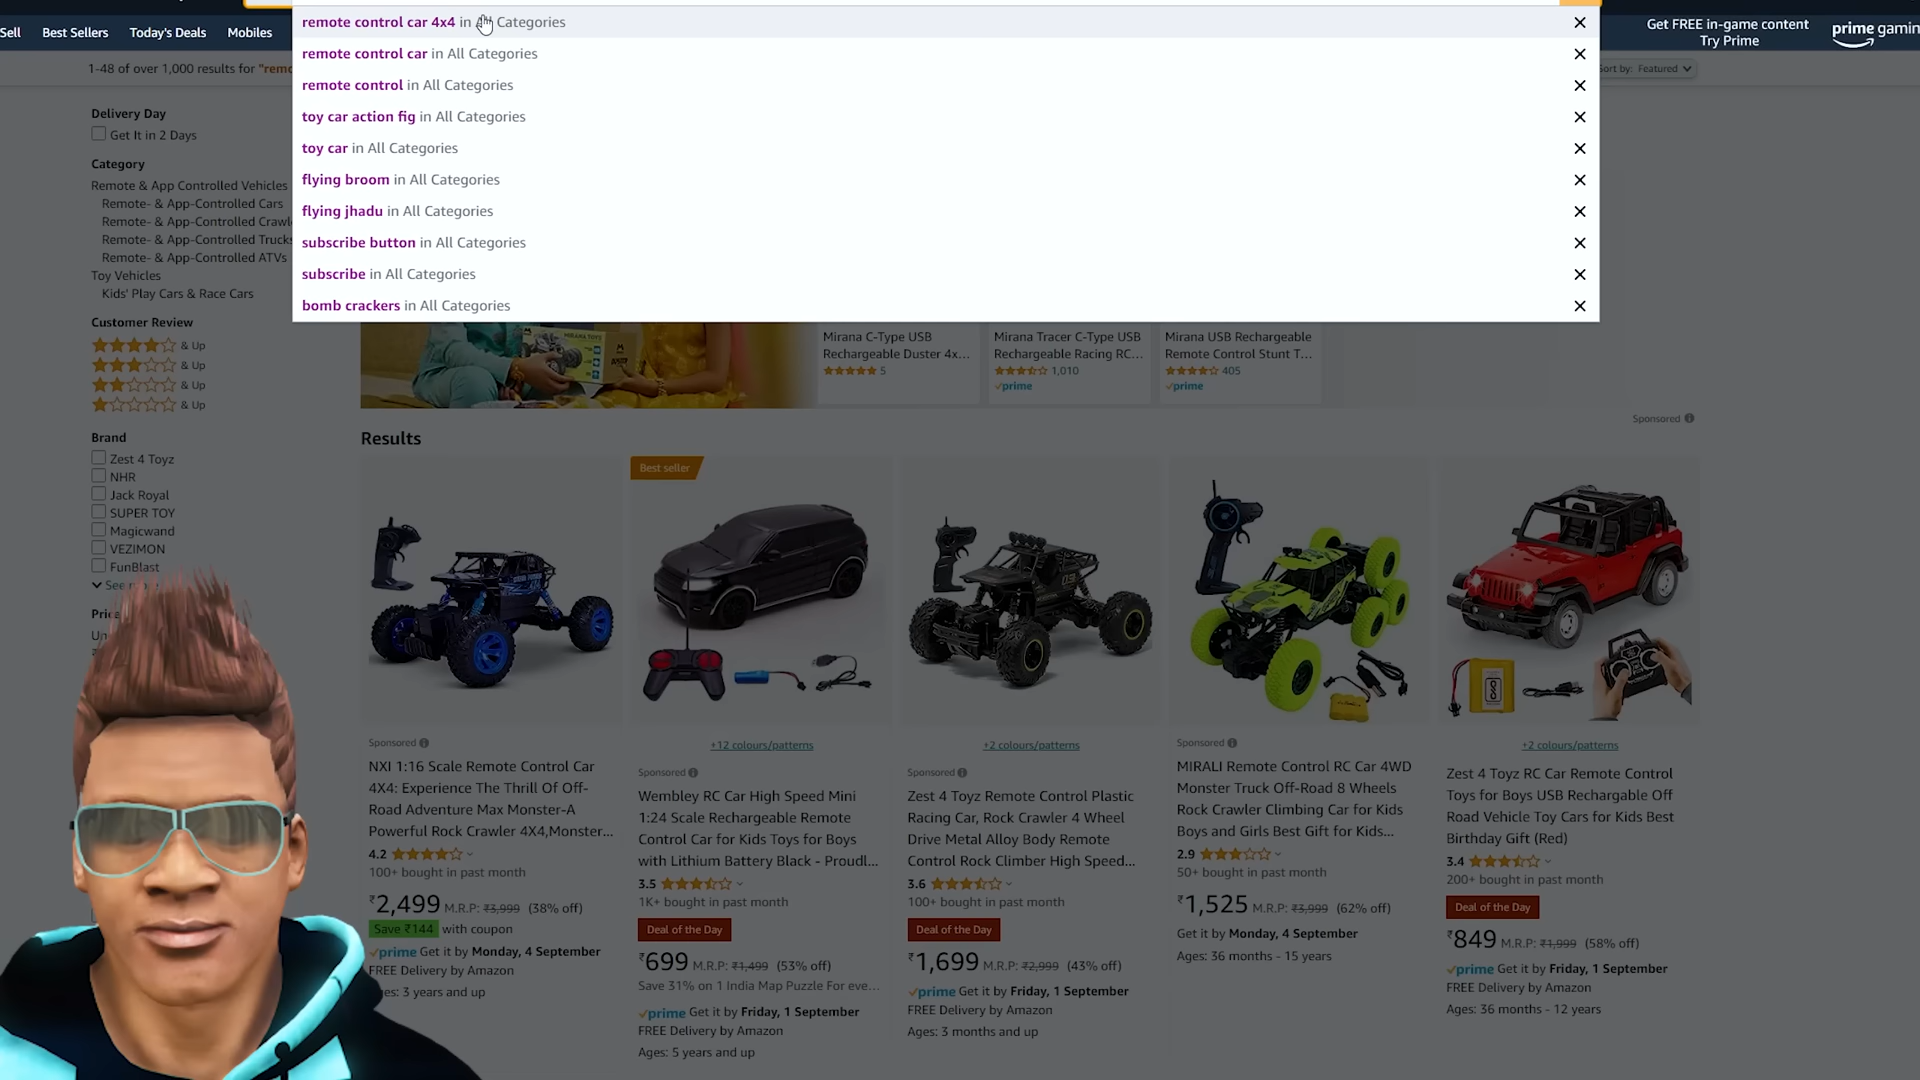 remote control car 4x4 in All Categories
remote control car in All Categories
remote control in All Categories
toy car action fig in All Categories
toy car in All Categories
flying broom in All Categories
flying jhadu in All Categories
subscribe button in All Categories
subscribe in All Categories
bomb crackers in All Categories
Sell Best Sellers Today's Deals Mobiles
Get FREE in-game content
Try Prime
prime gamin
1-48 of over 1,000 results for "remo
Sort by: Featured
Delivery Day
Get It in 2 Days
Category
Remote & App Controlled Vehicles
Remote- & App-Controlled Cars
Remote- & App-Controlled Crawl
Remote- & App-Controlled Trucks
Remote- & App-Controlled ATVs
Toy Vehicles
Kids' Play Cars & Race Cars
Customer Review
& Up
& Up
& Up
& Up
Brand
Zest 4 Toyz
NHR
Jack Royal
SUPER TOY
Magicwand
VEZIMON
FunBlast
See m
Price
Un
MIRANA TOYS
Mirana C-Type USB
Rechargeable Duster 4x...
5
Mirana Tracer C-Type USB
Rechargeable Racing RC...
1,010
prime
Mirana USB Rechargeable
Remote Control Stunt T...
405
prime
Sponsored
Results
Best seller
Sponsored
NXI 1:16 Scale Remote Control Car
4X4: Experience The Thrill Of Off-
Road Adventure Max Monster-A
Powerful Rock Crawler 4X4,Monster...
4.2
100+ bought in past month
₹2,499 M.R.P: ₹3,999 (38% off)
Save ₹144 with coupon
prime Get it by Monday, 4 September
FREE Delivery by Amazon
ges: 3 years and up
+12 colours/patterns
Sponsored
Wembley RC Car High Speed Mini
1:24 Scale Rechargeable Remote
Control Car for Kids Toys for Boys
with Lithium Battery Black - Proudl...
3.5
1K+ bought in past month
Deal of the Day
₹699 M.R.P: ₹1,499 (53% off)
Save 31% on 1 India Map Puzzle For eve...
prime Get it by Friday, 1 September
FREE Delivery by Amazon
Ages: 5 years and up
+2 colours/patterns
Sponsored
Zest 4 Toyz Remote Control Plastic
Racing Car, Rock Crawler 4 Wheel
Drive Metal Alloy Body Remote
Control Rock Climber High Speed...
3.6
100+ bought in past month
Deal of the Day
₹1,699 M.R.P: ₹2,999 (43% off)
prime Get it by Friday, 1 September
FREE Delivery by Amazon
Ages: 3 months and up
Sponsored
MIRALI Remote Control RC Car 4WD
Monster Truck Off-Road 8 Wheels
Rock Crawler Climbing Car for Kids
Boys and Girls Best Gift for Kids...
2.9
50+ bought in past month
₹1,525 M.R.P: ₹3,999 (62% off)
Get it by Monday, 4 September
Ages: 36 months - 15 years
+2 colours/patterns
Zest 4 Toyz RC Car Remote Control
Toys for Boys USB Rechargeable Off
Road Vehicle Toy Cars for Kids Best
Birthday Gift (Red)
3.4
200+ bought in past month
Deal of the Day
₹849 M.R.P: ₹1,999 (58% off)
prime Get it by Friday, 1 September
FREE Delivery by Amazon
Ages: 36 months - 12 years